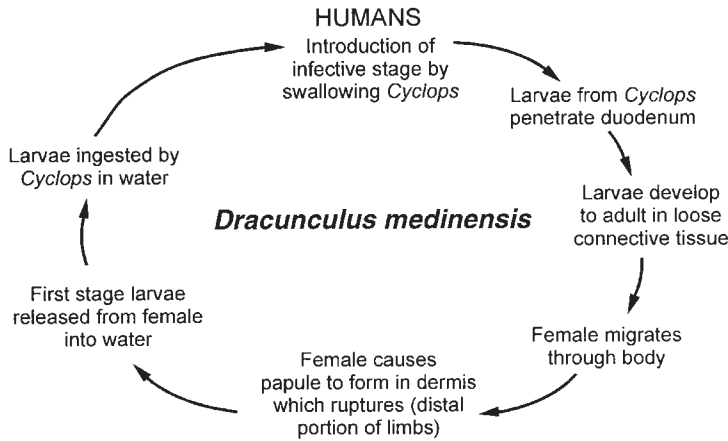 HUMANS
Introduction of
infective stage by
swallowing Cyclops
Larvae from Cyclops
penetrate duodenum
Larvae develop
to adult in loose
connective tissue
Female migrates
through body
Female causes
papule to form in dermis
which ruptures (distal
portion of limbs)
First stage larvae
released from female
into water
Larvae ingested by
Cyclops in water
Dracunculus medinensis